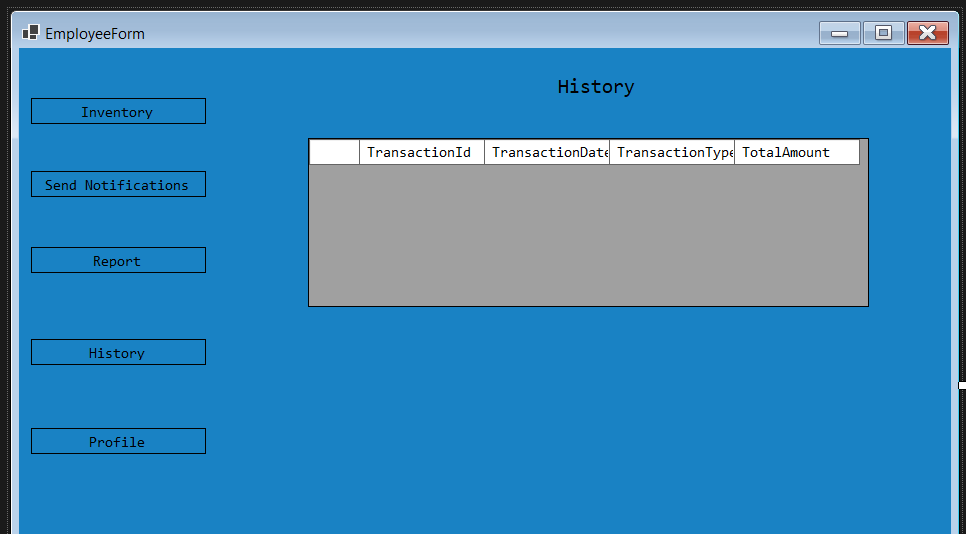 EmployeeForm
History
Inventory
TransactionId TransactionDate TransactionType TotalAmount
Send Notifications
Report
History
Profile